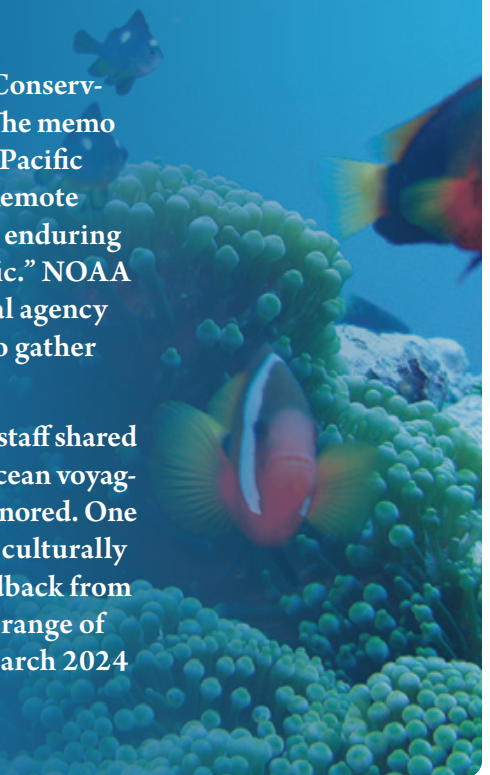 Conserv-
he memo
Pacific
emote
enduring
ic.” NOAA
al agency
o gather
staff shared
cean voyag-
nored. One
culturally
dback from
range of
arch 2024